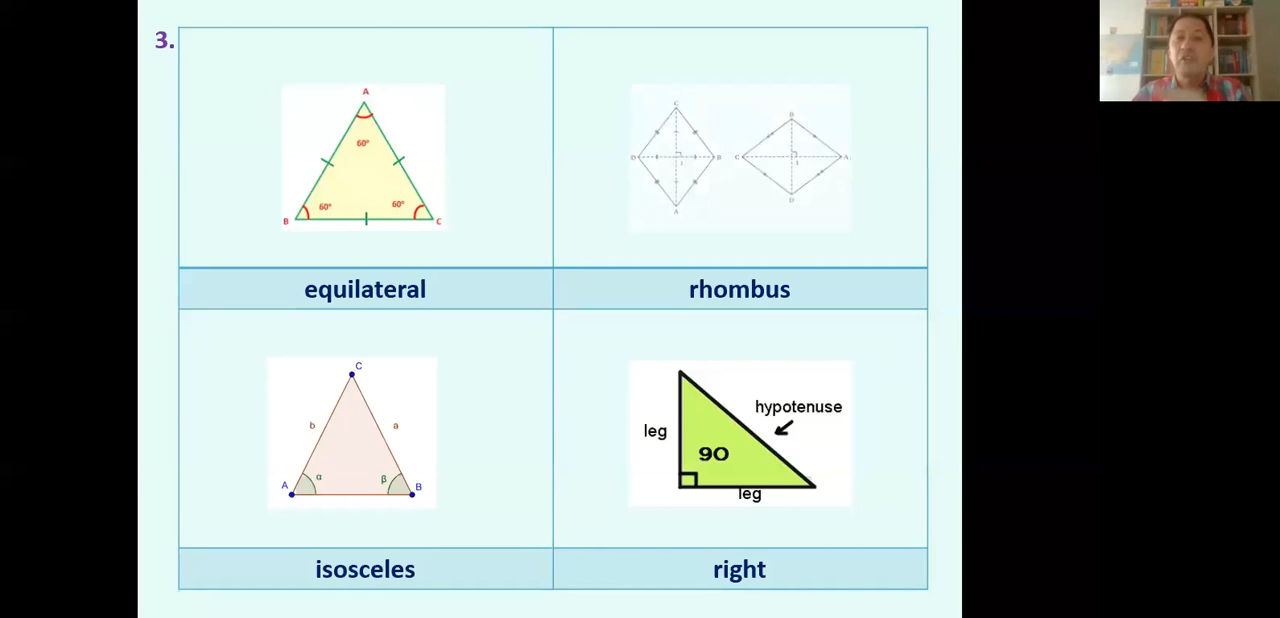 3.
A
60°
60°
60°
B
C
C
D
B
A
B
C
A
D
equilateral
rhombus
C
b
a
A
α
β
B
hypotenuse
leg
90
leg
isosceles
right